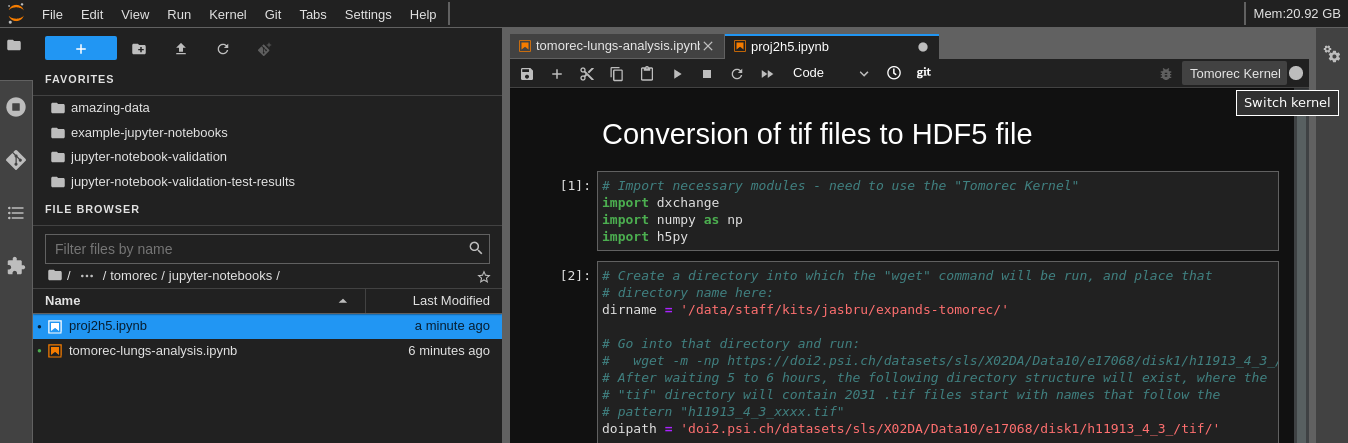 File Edit View Run Kernel Git Tabs Settings Help
Mem:20.92 GB
FAVORITES
amazing-data
example-jupyter-notebooks
jupyter-notebook-validation
jupyter-notebook-validation-test-results
FILE BROWSER
Filter files by name
/ ··· / tomorec / jupyter-notebooks /
Name Last Modified
proj2h5.ipynb a minute ago
tomorec-lungs-analysis.ipynb 6 minutes ago
tomorec-lungs-analysis.ipynl
proj2h5.ipynb
Code
git
Tomorec Kernel
Switch kernel
Conversion of tif files to HDF5 file
[1]:
# Import necessary modules - need to use the "Tomorec Kernel"
import dxchange
import numpy as np
import h5py
[2]:
# Create a directory into which the "wget" command will be run, and place that
# directory name here:
dirname = '/data/staff/kits/jasbru/expands-tomorec/'
# Go into that directory and run:
#   wget -m -np https://doi2.psi.ch/datasets/sls/X02DA/Data10/e17068/disk1/h11913_4_3_/
# After waiting 5 to 6 hours, the following directory structure will exist, where the
# "tif" directory will contain 2031 .tif files start with names that follow the
# pattern "h11913_4_3_xxxx.tif"
doipath = 'doi2.psi.ch/datasets/sls/X02DA/Data10/e17068/disk1/h11913_4_3_/tif/'